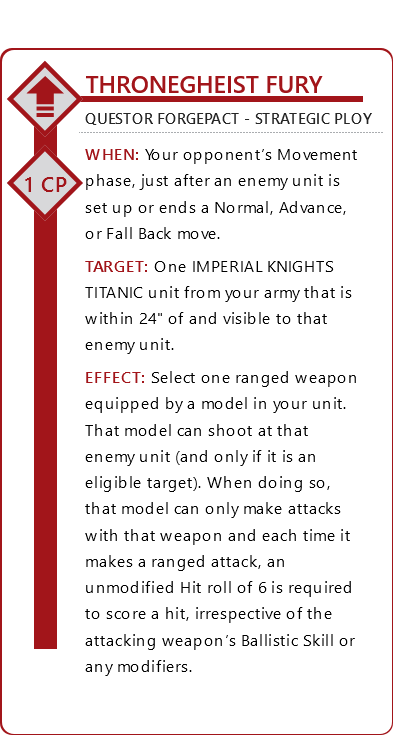 THRONEGHEIST FURY
QUESTOR FORGEPACT - STRATEGIC PLOY
1 CP
WHEN: Your opponent's Movement
phase, just after an enemy unit is
set up or ends a Normal, Advance,
or Fall Back move.
TARGET: One IMPERIAL KNIGHTS
TITANIC unit from your army that is
within 24" of and visible to that
enemy unit.
EFFECT: Select one ranged weapon
equipped by a model in your unit.
That model can shoot at that
enemy unit (and only if it is an
eligible target). When doing so,
that model can only make attacks
with that weapon and each time it
makes a ranged attack, an
unmodified Hit roll of 6 is required
to score a hit, irrespective of the
attacking weapon's Ballistic Skill or
any modifiers.